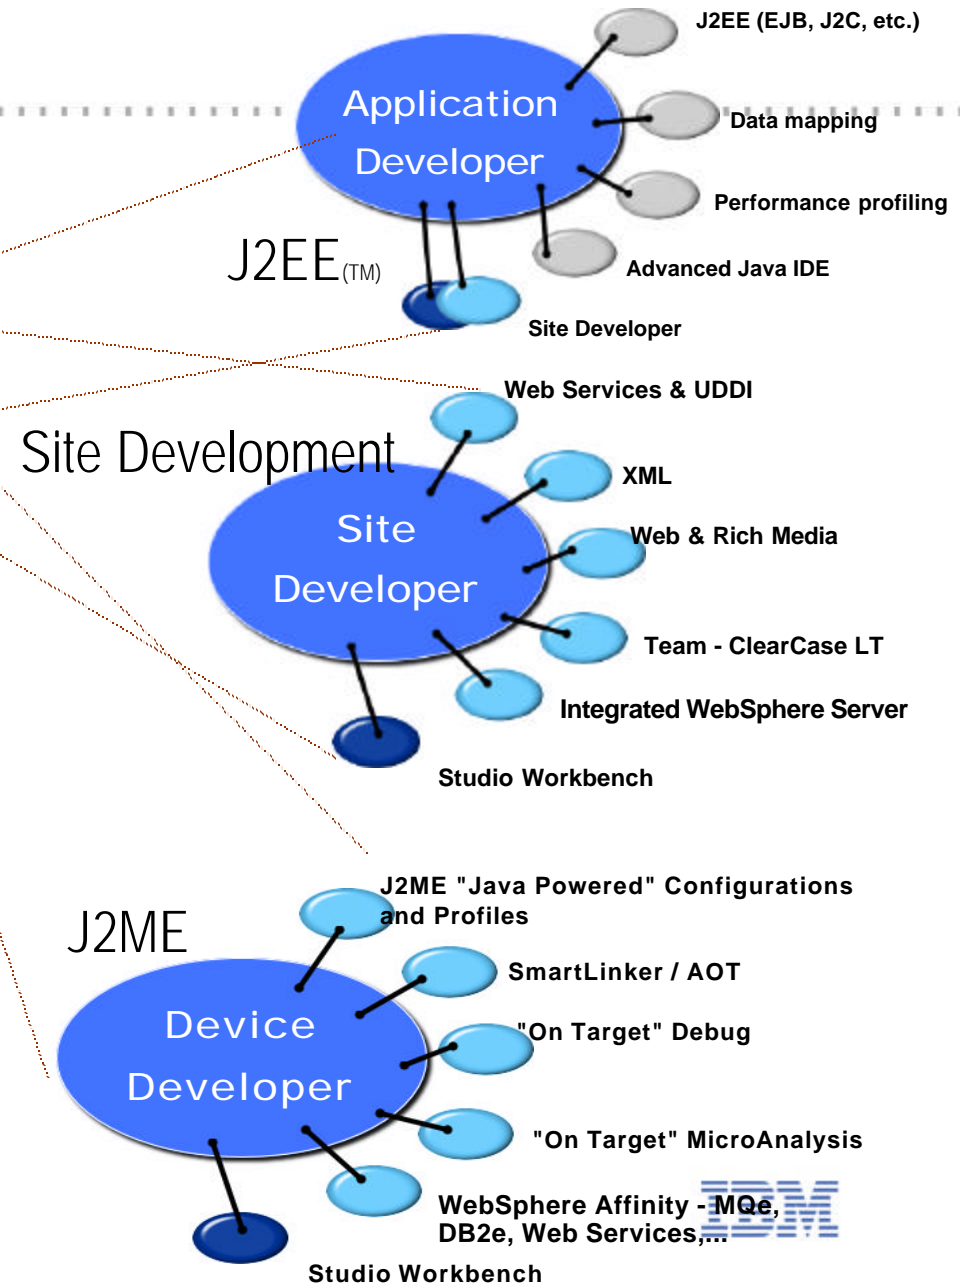 J2EE (EJB, J2C, etc.)
Application
Developer
Data mapping
Performance profiling
J2EE(TM)
Advanced Java IDE
Site Developer
Web Services & UDDI
Site Development
XML
Site
Developer
Web & Rich Media
Team - ClearCase LT
Integrated WebSphere Server
Studio Workbench
J2ME "Java Powered" Configurations
and Profiles
J2ME
SmartLinker / AOT
Device
Developer
"On Target" Debug
"On Target" MicroAnalysis
WebSphere Affinity - MQe,
DB2e, Web Services,...
IBM
Studio Workbench